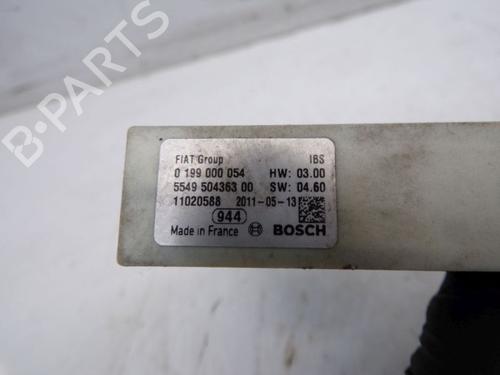 B-PARTS
FIAT Group IBS
0 199 000 054 HW: 03.00
5549 504363 00 SW: 04.60
11020588 2011-05-13
944
Made in France BOSCH